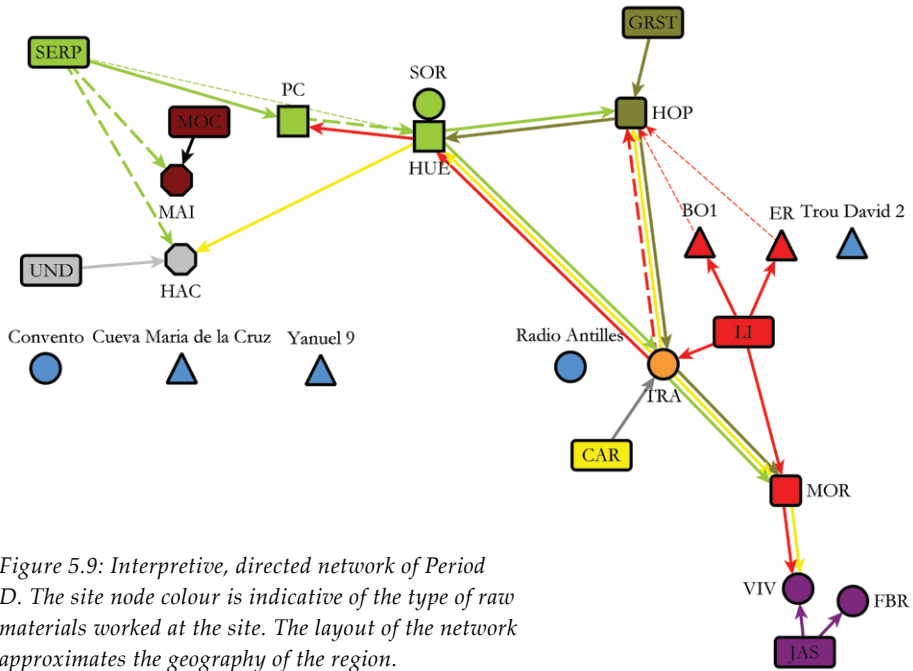 GRST
SERP
SOR
PC
HOP
MOC
HUE
MAI
BO1
ER Trou David 2
UND
HAC
LI
Convento Cueva Maria de la Cruz Yanuel 9
Radio Antilles
TRA
CAR
MOR
Figure 5.9: Interpretive, directed network of Period
D. The site node colour is indicative of the type of raw
materials worked at the site. The layout of the network
approximates the geography of the region.
VIV
FBR
JAS